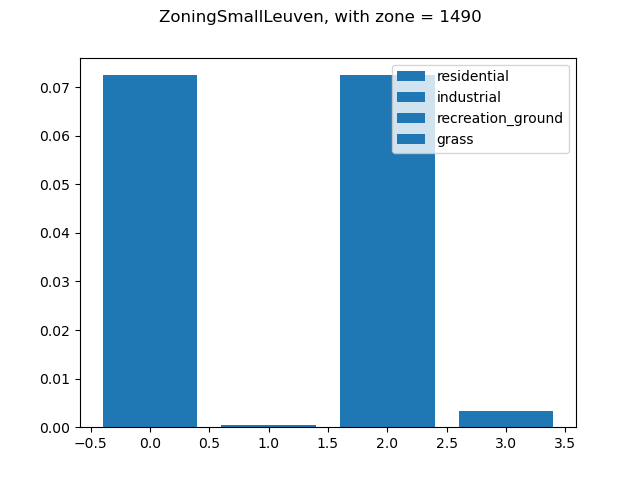 ZoningSmallLeuven, with zone = 1490
residential
industrial
recreation_ground
grass
0.07
0.06
0.05
0.04
0.03
0.02
0.01
0.00
−0.5 0.0 0.5 1.0 1.5 2.0 2.5 3.0 3.5